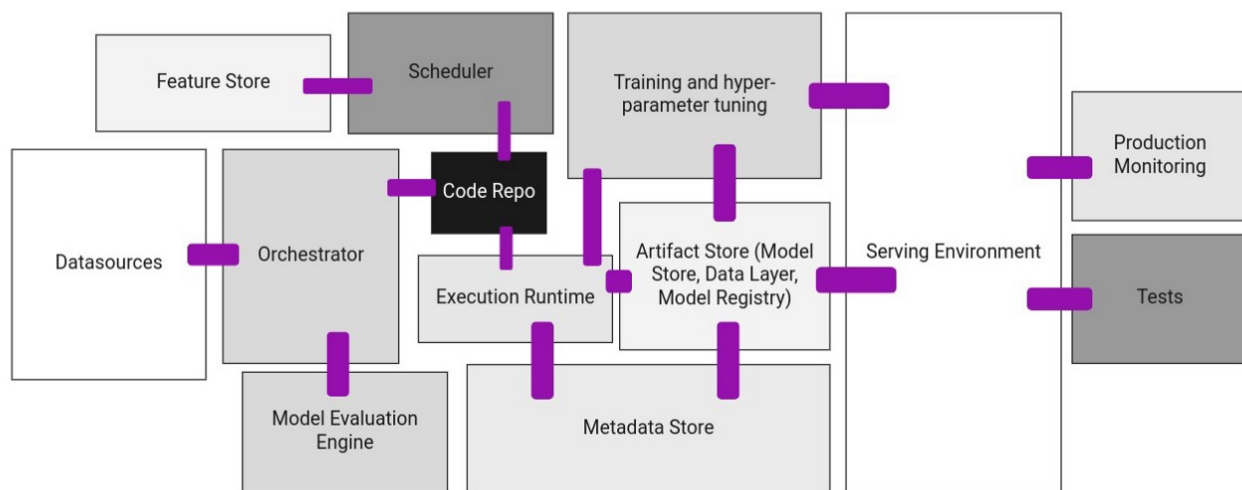 Feature Store
Scheduler
Training and hyper-
parameter tuning
Production
Monitoring
Code Repo
Datasources
Orchestrator
Execution Runtime
Artifact Store (Model
Store, Data Layer,
Model Registry)
Serving Environment
Tests
Model Evaluation
Engine
Metadata Store